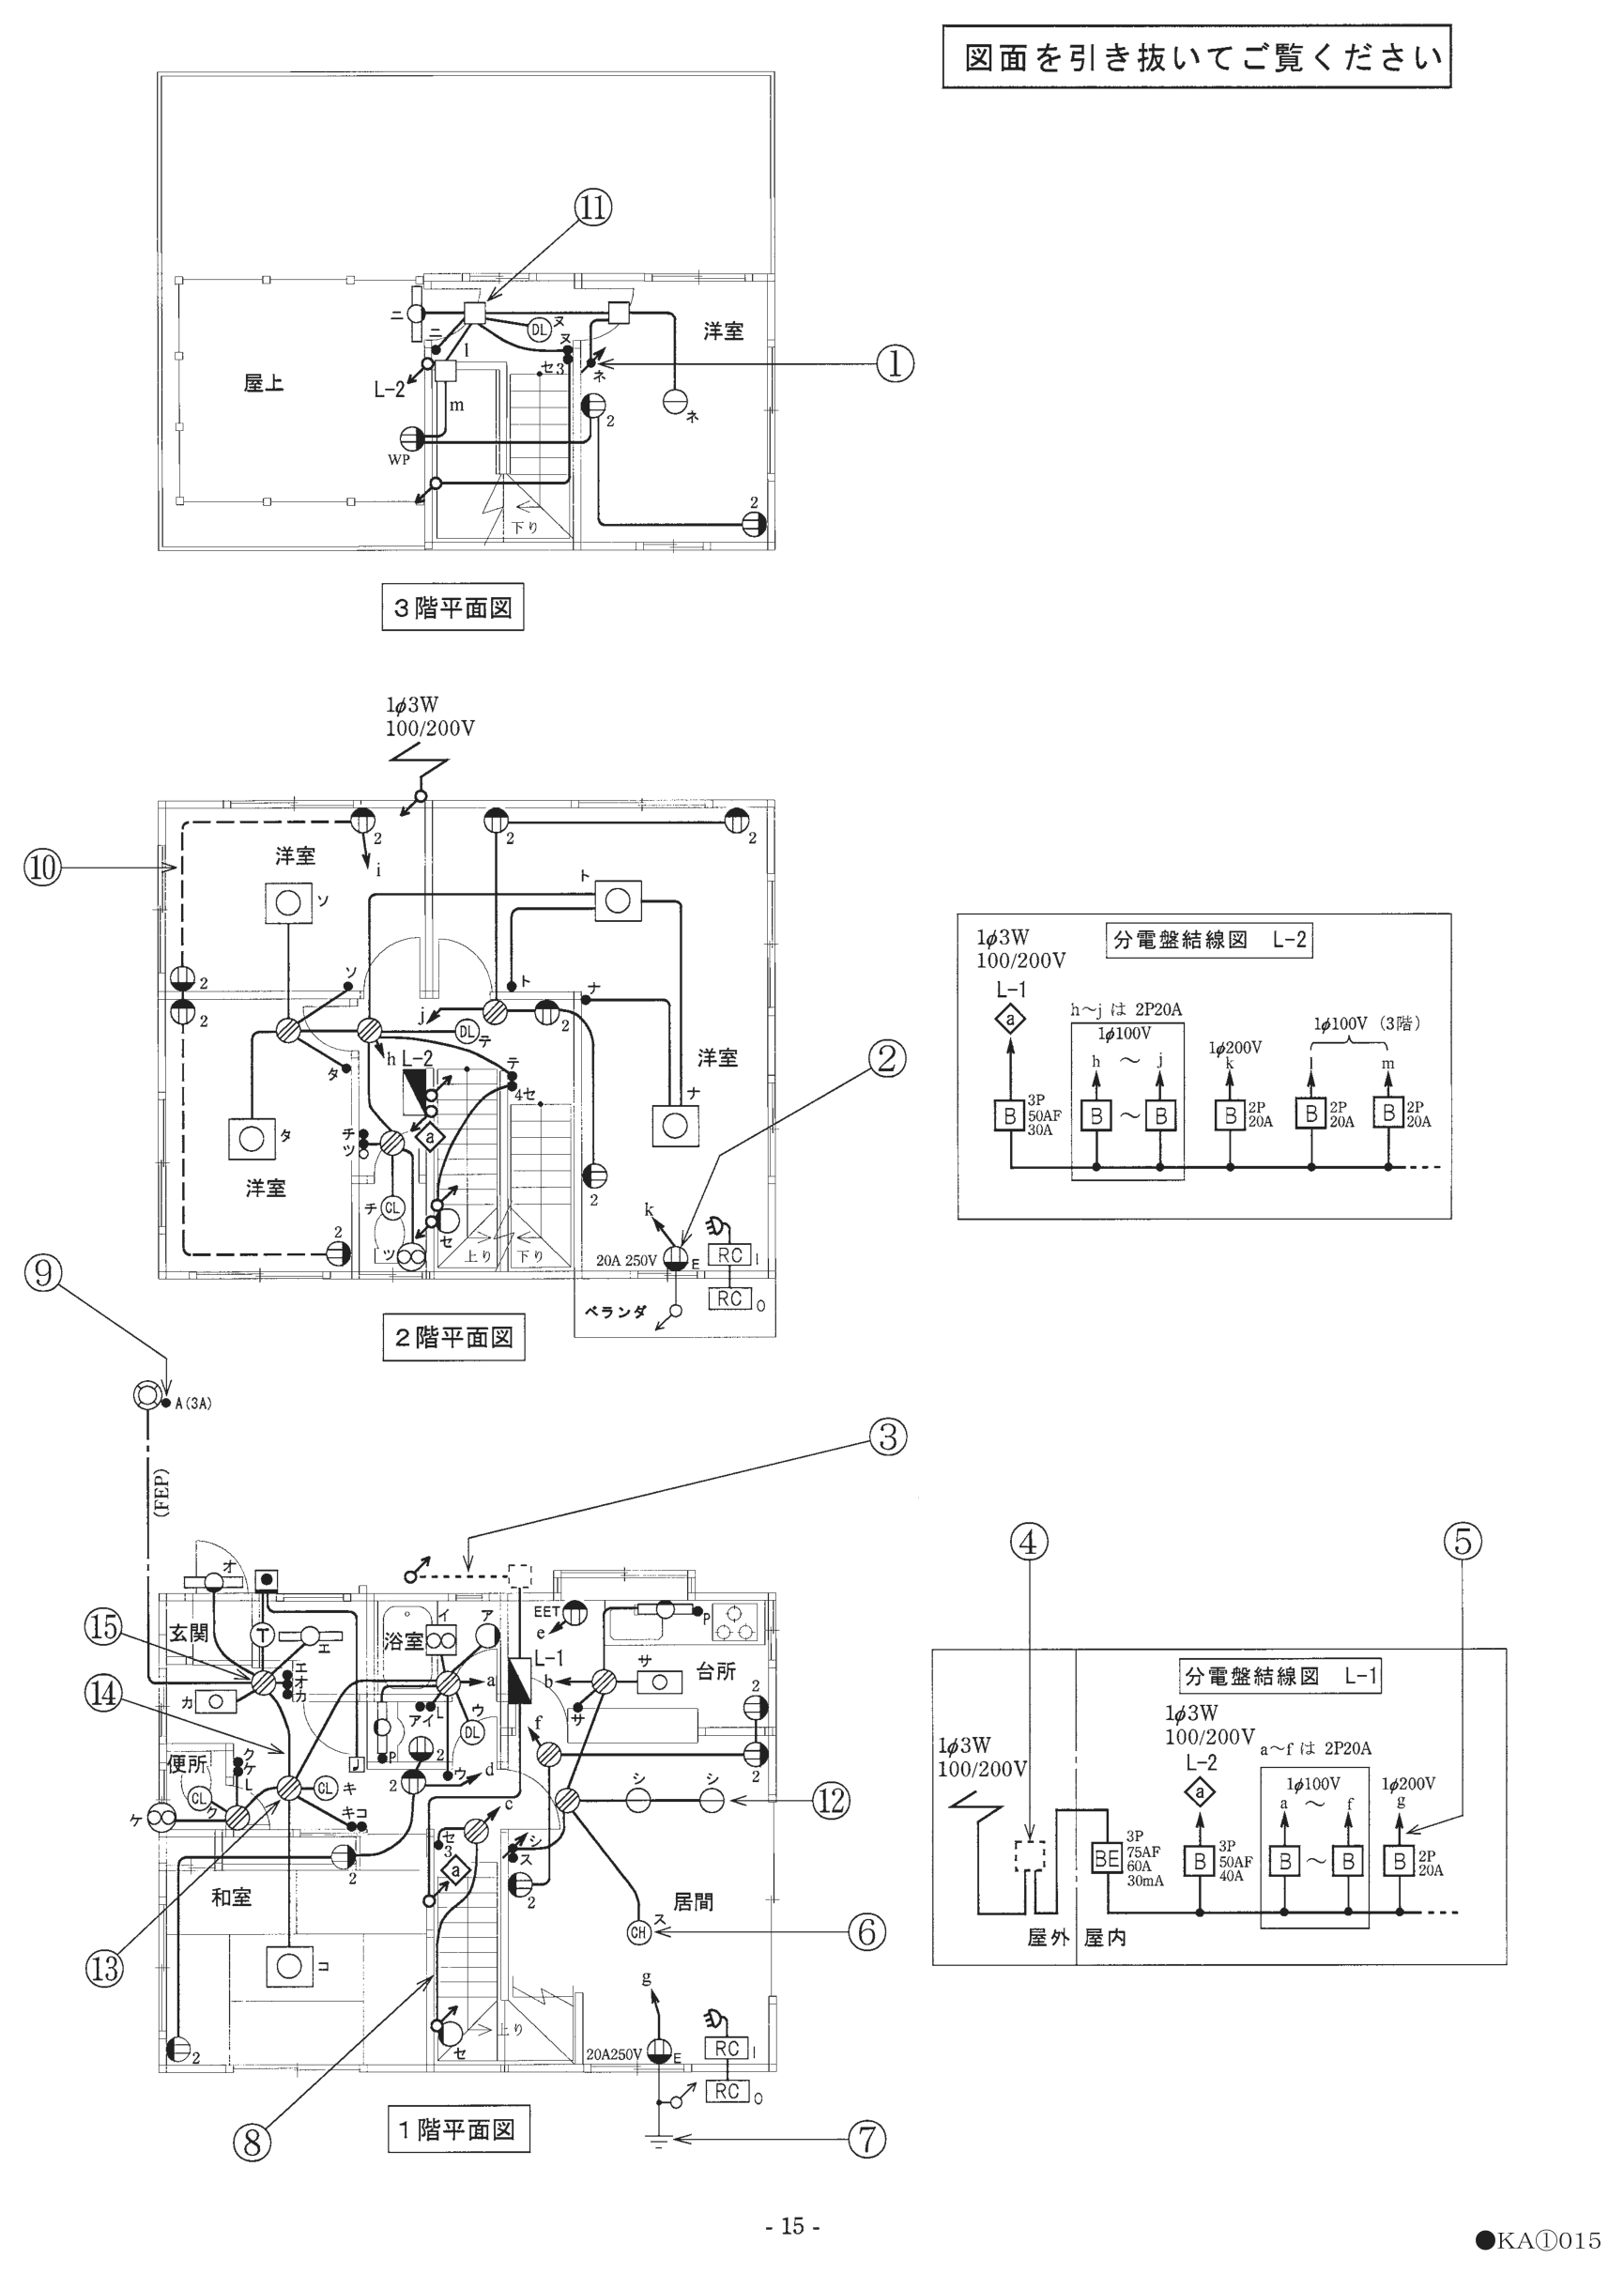 図面を引き抜いてご覧ください
⑪
ニ
ニ
DL
ヌ
ヌ
洋室
l
セ3
ネ
①
屋上
L-2
m
2
ネ
WP
2
下り
3階平面図
1φ3W
100/200V
2
2
2
i
⑩
洋室
ソ
ト
ソ
ト
ナ
2
2
j
DL
テ
2
h
L-2
テ
4セ
タ
洋室
②
ナ
タ
チ
ツ
a
洋室
チ
CL
2
k
2
ツ
セ
上り
下り
20A 250V
E
RC
I
RC
O
ベランダ
2階平面図
1φ3W
100/200V
分電盤結線図 L-2
L-1
a
h～j は 2P20A
1φ100V
h ～ j
1φ200V
k
1φ100V (3階)
l
m
B
3P
50AF
30A
B ～ B
B
2P
20A
B
2P
20A
B
2P
20A
⑨
A(3A)
(FEP)
③
④
⑤
オ
⑮
玄関
T
エ
浴室
イ
ア
EET
e
P
L-1
台所
サ
エ
オ
カ
カ
a
b
サ
2
⑭
アイL
ウ
DL
f
便所
ク
ケ
L
P
2
ウ
d
2
2
CL
ク
CL
キ
ケ
キコ
c
シ
シ
⑫
セ
3
シ
ス
a
2
2
和室
居間
ス
CH
⑥
⑬
コ
g
2
上り
セ
20A250V
E
RC
I
RC
O
⑧
⑦
1階平面図
分電盤結線図 L-1
1φ3W
100/200V
1φ3W
100/200V
L-2
a
a～f は 2P20A
1φ100V
a ～ f
1φ200V
g
BE
3P
75AF
60A
30mA
B
3P
50AF
40A
B ～ B
B
2P
20A
屋外
屋内
- 15 -
●KA①015